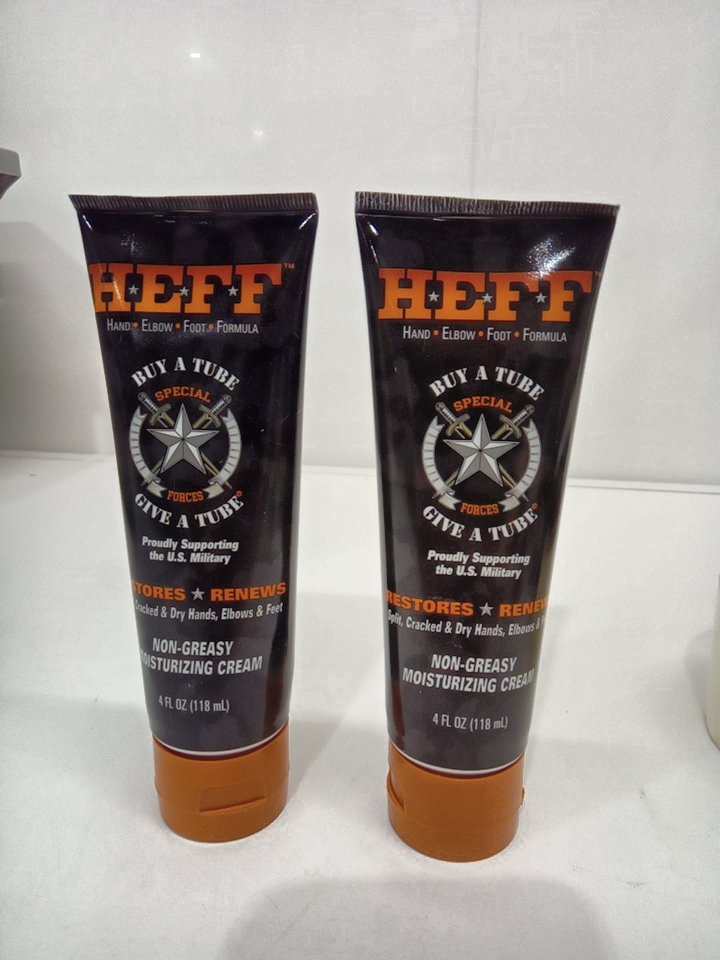 H★E★F★F™
HAND • ELBOW • FOOT • FORMULA
BUY A TUBE
SPECIAL
FORCES
GIVE A TUBE®
Proudly Supporting
the U.S. Military
STORES ★ RENEWS
Cracked & Dry Hands, Elbows & Feet
NON-GREASY
MOISTURIZING CREAM
4 FL OZ (118 mL)
H★E★F★F™
HAND • ELBOW • FOOT • FORMULA
BUY A TUBE
SPECIAL
FORCES
GIVE A TUBE®
Proudly Supporting
the U.S. Military
RESTORES ★ RENEW
Split, Cracked & Dry Hands, Elbows &
NON-GREASY
MOISTURIZING CREAM
4 FL OZ (118 mL)